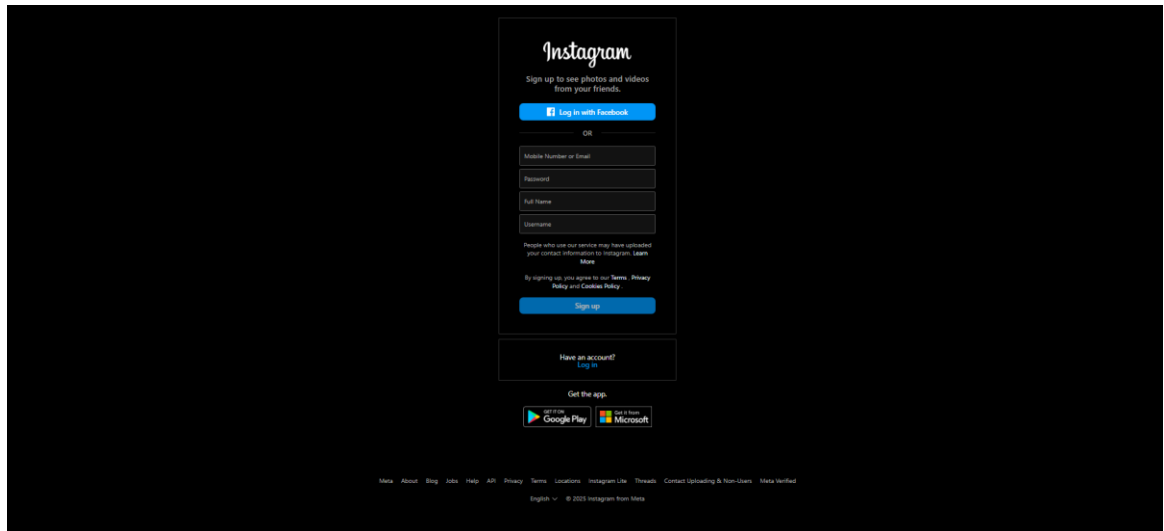 Instagram
Sign up to see photos and videos
from your friends.
Log in with Facebook
OR
Mobile Number or Email
Password
Full Name
Username
People who use our service may have uploaded
your contact information to Instagram. Learn
More
By signing up, you agree to our Terms , Privacy
Policy and Cookies Policy .
Sign up
Have an account?
Log in
Get the app.
GET IT ON
Google Play
Get it from
Microsoft
Meta About Blog Jobs Help API Privacy Terms Locations Instagram Lite Threads Contact Uploading & Non-Users Meta Verified
English © 2025 Instagram from Meta